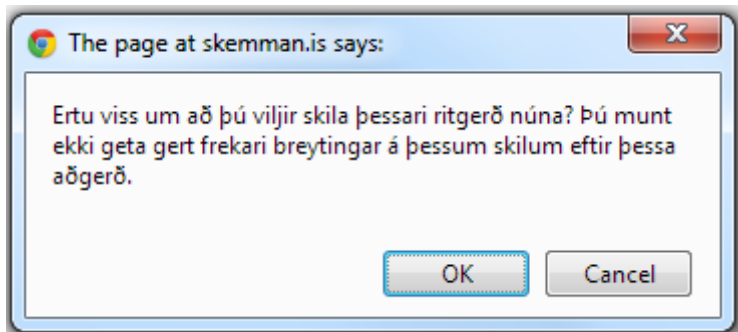 The page at skemman.is says:
Ertu viss um að þú viljir skila þessari ritgerð núna? Þú munt
ekki geta gert frekari breytingar á þessum skilum eftir þessa
aðgerð.
OK Cancel